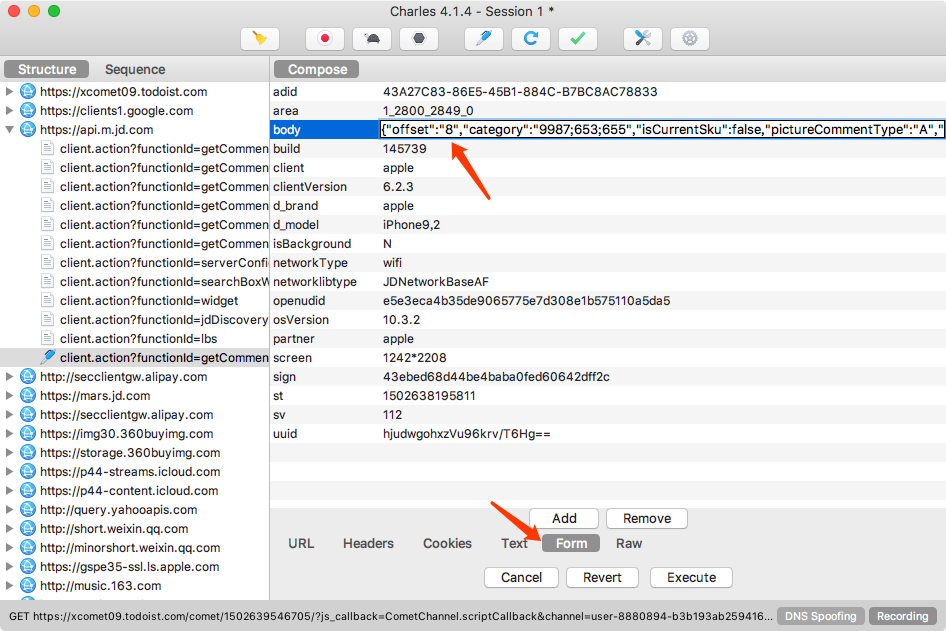 Charles 4.1.4 - Session 1 *
Structure Sequence
Compose
https://xcomet09.todoist.com
https://clients1.google.com
https://api.m.jd.com
client.action?functionId=getCommen
client.action?functionId=getCommen
client.action?functionId=getCommen
client.action?functionId=getCommen
client.action?functionId=getCommen
client.action?functionId=getCommen
client.action?functionId=serverConfi
client.action?functionId=searchBoxW
client.action?functionId=widget
client.action?functionId=jdDiscovery
client.action?functionId=lbs
client.action?functionId=getCommen
http://secclientgw.alipay.com
https://mars.jd.com
https://secclientgw.alipay.com
https://img30.360buyimg.com
https://storage.360buyimg.com
https://p44-streams.icloud.com
https://p44-content.icloud.com
http://query.yahooapis.com
http://short.weixin.qq.com
http://minorshort.weixin.qq.com
https://gspe35-ssl.ls.apple.com
http://music.163.com
adid 43A27C83-86E5-45B1-884C-B7BC8AC78833
area 1_2800_2849_0
body {"offset":"8","category":"9987;653;655","isCurrentSku":false,"pictureCommentType":"A","
build 145739
client apple
clientVersion 6.2.3
d_brand apple
d_model iPhone9,2
isBackground N
networkType wifi
networklibtype JDNetworkBaseAF
openudid e5e3eca4b35de9065775e7d308e1b575110a5da5
osVersion 10.3.2
partner apple
screen 1242*2208
sign 43ebed68d44be4baba0fed60642dff2c
st 1502638195811
sv 112
uuid hjudwgohxzVu96krv/T6Hg==
Add Remove
URL Headers Cookies Text Form Raw
Cancel Revert Execute
GET https://xcomet09.todoist.com/comet/1502639546705/?js_callback=CometChannel.scriptCallback&channel=user-8880894-b3b193ab259416... DNS Spoofing Recording